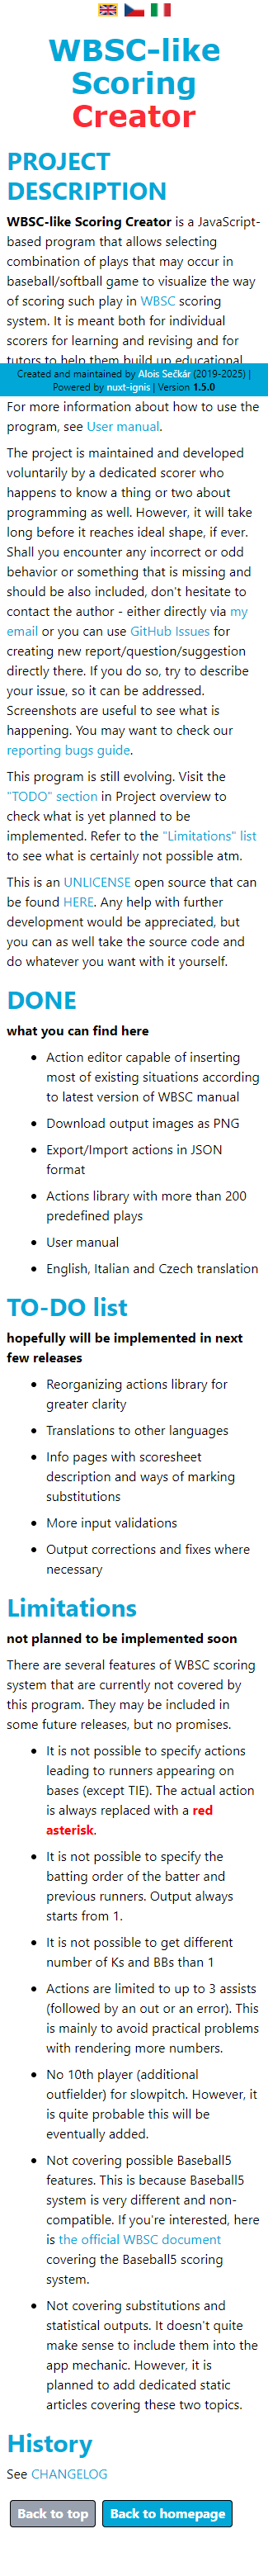 WBSC-like
Scoring
Creator
PROJECT
DESCRIPTION
WBSC-like Scoring Creator is a JavaScript-
based program that allows selecting
combination of plays that may occur in
baseball/softball game to visualize the way
of scoring such play in WBSC scoring
system. It is meant both for individual
scorers for learning and revising and for
tutors to help them build up educational
Created and maintained by Alois Sečkár (2019-2025) |
Powered by nuxt-ignis | Version 1.5.0
For more information about how to use the
program, see User manual.
The project is maintained and developed
voluntarily by a dedicated scorer who
happens to know a thing or two about
programming as well. However, it will take
long before it reaches ideal shape, if ever.
Shall you encounter any incorrect or odd
behavior or something that is missing and
should be also included, don't hesitate to
contact the author - either directly via my
email or you can use GitHub Issues for
creating new report/question/suggestion
directly there. If you do so, try to describe
your issue, so it can be addressed.
Screenshots are useful to see what is
happening. You may want to check our
reporting bugs guide.
This program is still evolving. Visit the
"TODO" section in Project overview to
check what is yet planned to be
implemented. Refer to the "Limitations" list
to see what is certainly not possible atm.
This is an UNLICENSE open source that can
be found HERE. Any help with further
development would be appreciated, but
you can as well take the source code and
do whatever you want with it yourself.
DONE
what you can find here
• Action editor capable of inserting
most of existing situations according
to latest version of WBSC manual
• Download output images as PNG
• Export/Import actions in JSON
format
• Actions library with more than 200
predefined plays
• User manual
• English, Italian and Czech translation
TO-DO list
hopefully will be implemented in next
few releases
• Reorganizing actions library for
greater clarity
• Translations to other languages
• Info pages with scoresheet
description and ways of marking
substitutions
• More input validations
• Output corrections and fixes where
necessary
Limitations
not planned to be implemented soon
There are several features of WBSC scoring
system that are currently not covered by
this program. They may be included in
some future releases, but no promises.
• It is not possible to specify actions
leading to runners appearing on
bases (except TIE). The actual action
is always replaced with a red
asterisk.
• It is not possible to specify the
batting order of the batter and
previous runners. Output always
starts from 1.
• It is not possible to get different
number of Ks and BBs than 1
• Actions are limited to up to 3 assists
(followed by an out or an error). This
is mainly to avoid practical problems
with rendering more numbers.
• No 10th player (additional
outfielder) for slowpitch. However, it
is quite probable this will be
eventually added.
• Not covering possible Baseball5
features. This is because Baseball5
system is very different and non-
compatible. If you're interested, here
is the official WBSC document
covering the Baseball5 scoring
system.
• Not covering substitutions and
statistical outputs. It doesn't quite
make sense to include them into the
app mechanic. However, it is
planned to add dedicated static
articles covering these two topics.
History
See CHANGELOG
Back to top Back to homepage